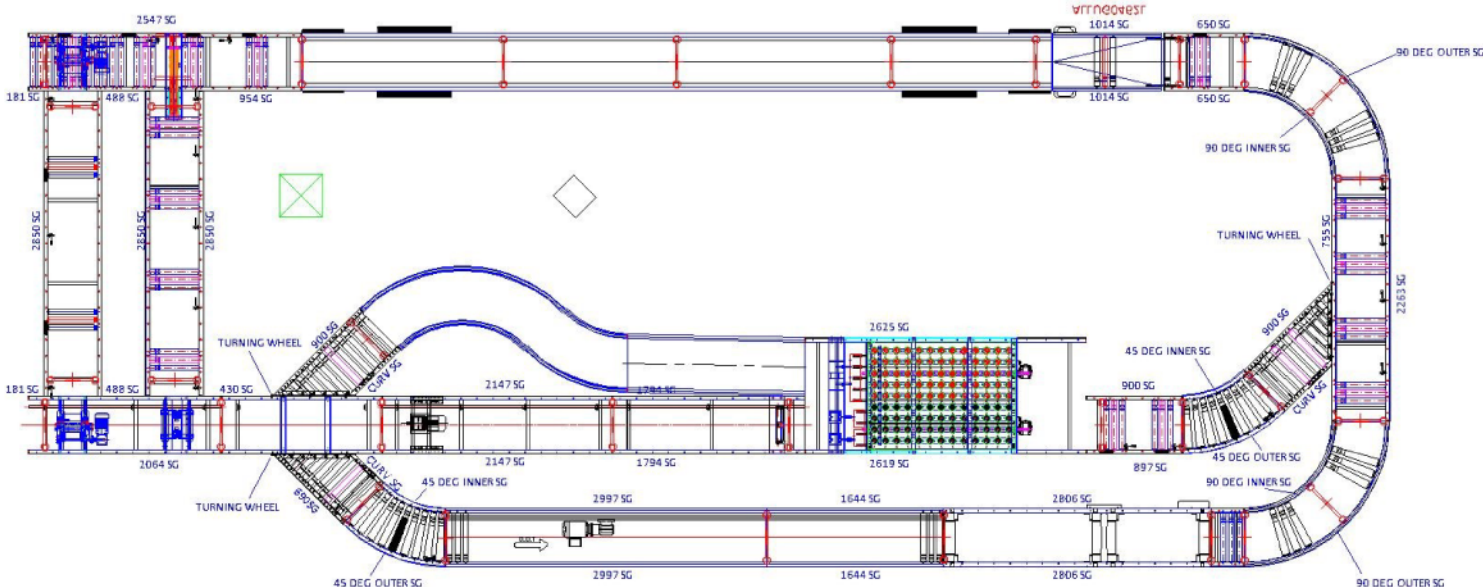 2547 SG
ALLUG0462L
1014 SG
650 SG
90 DEG OUTER SG
181 SG
488 SG
954 SG
1014 SG
650 SG
90 DEG INNER SG
2850 SG
2850 SG
2850 SG
755 SG
TURNING WHEEL
2263 SG
900 SG
2625 SG
900 SG
TURNING WHEEL
45 DEG INNER SG
CURV SG
181 SG
488 SG
430 SG
2147 SG
1794 SG
900 SG
CURV SG
2064 SG
CURV SG
2147 SG
1794 SG
2619 SG
897 SG
45 DEG OUTER SG
690 SG
45 DEG INNER SG
90 DEG INNER SG
TURNING WHEEL
2997 SG
1644 SG
2806 SG
45 DEG OUTER SG
2997 SG
1644 SG
2806 SG
90 DEG OUTER SG